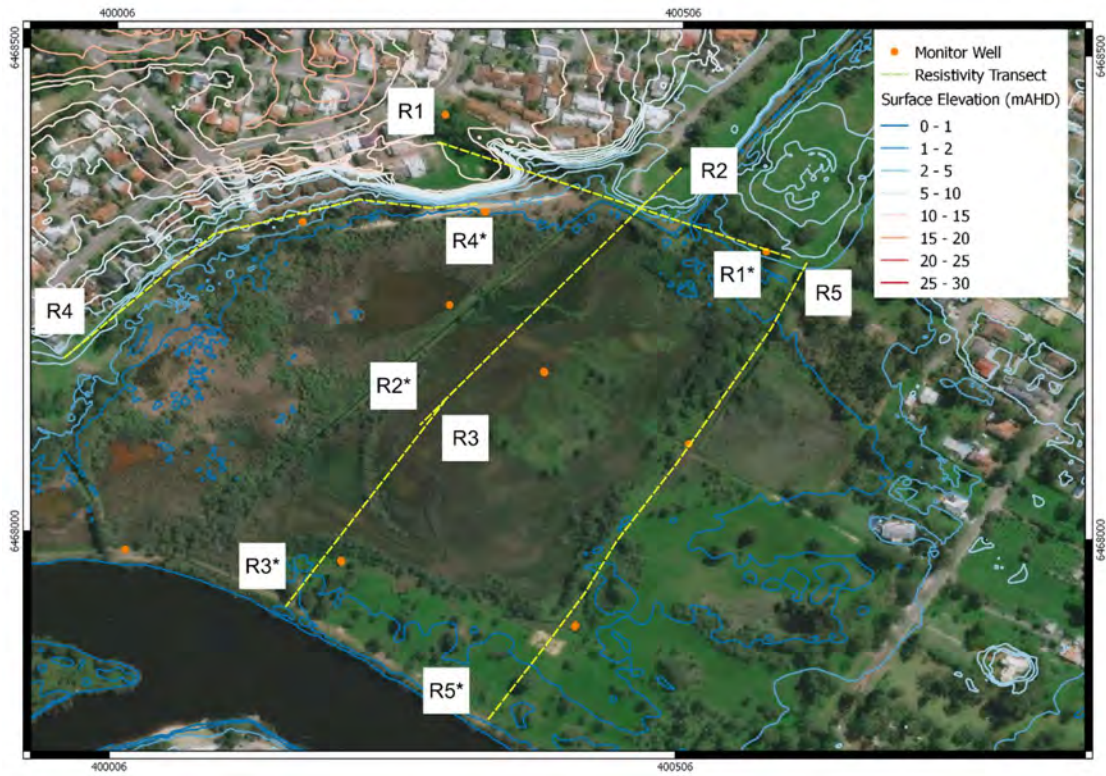 400006
400506
6468500
6468500
Monitor Well
Resistivity Transect
Surface Elevation (mAHD)
0 - 1
1 - 2
2 - 5
5 - 10
10 - 15
15 - 20
20 - 25
25 - 30
R1
R2
R4*
R1*
R5
R4
R2*
R3
6468000
6468000
R3*
R5*
400006
400506